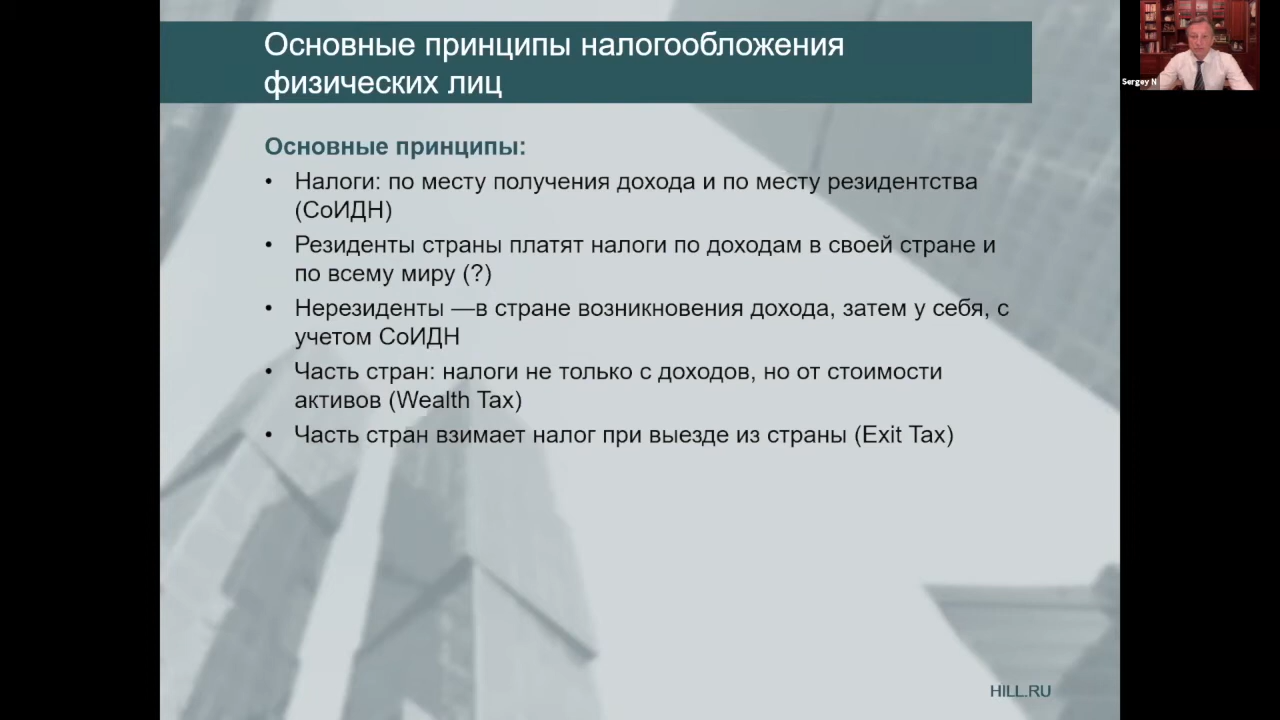 Основные принципы налогообложения
физических лиц
Sergey N
Основные принципы:
• Налоги: по месту получения дохода и по месту резидентства
(СоИДН)
• Резиденты страны платят налоги по доходам в своей стране и
по всему миру (?)
• Нерезиденты —в стране возникновения дохода, затем у себя, с
учетом СоИДН
• Часть стран: налоги не только с доходов, но от стоимости
активов (Wealth Tax)
• Часть стран взимает налог при выезде из страны (Exit Tax)
HILL.RU